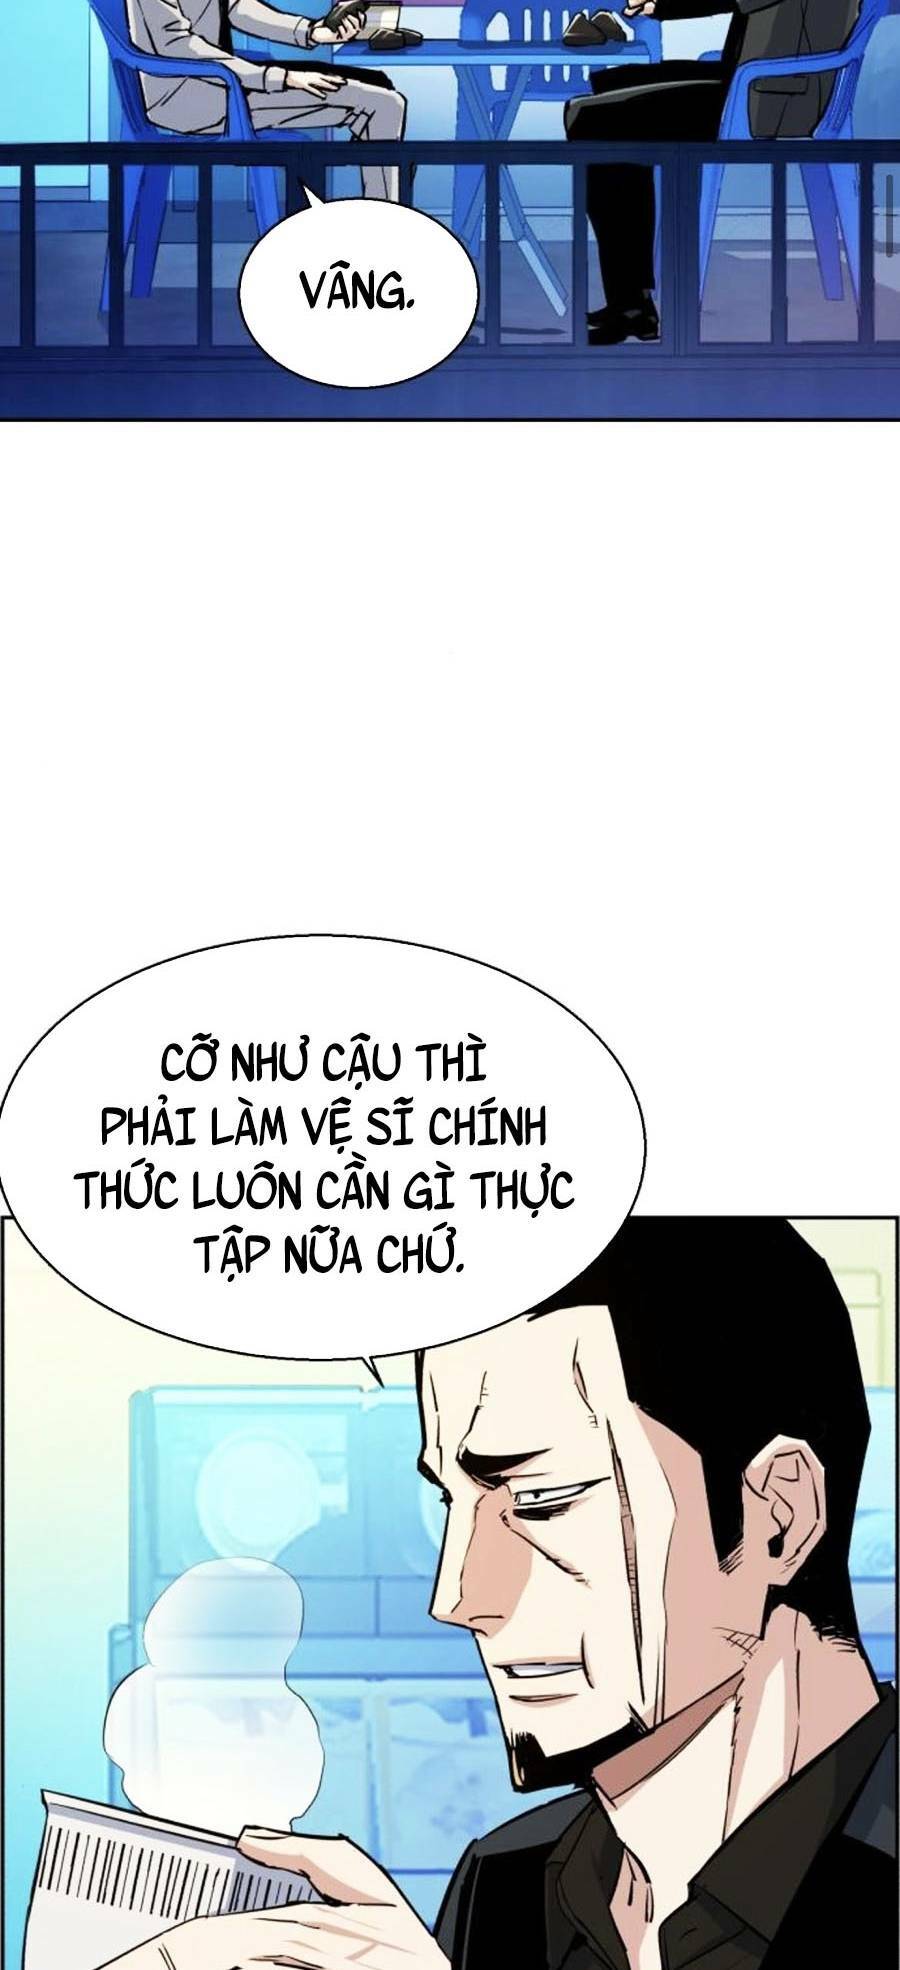 VÂNG.
CỠ NHƯ CẬU THÌ
PHẢI LÀM VỆ SĨ CHÍNH
THỨC LUÔN CẦN GÌ THỰC
TẬP NỮA CHỨ.